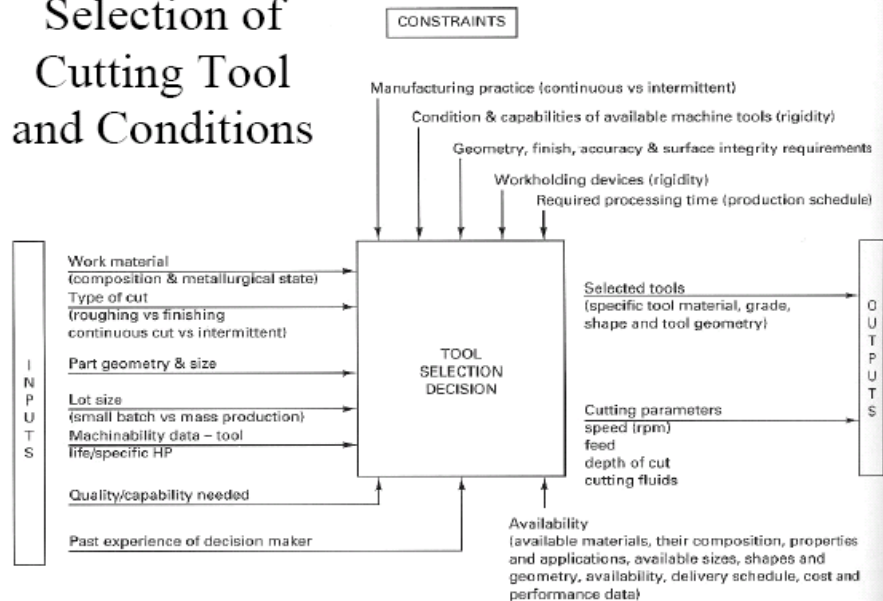 Selection of
Cutting Tool
and Conditions
CONSTRAINTS
Manufacturing practice (continuous vs intermittent)
Condition & capabilities of available machine tools (rigidity)
Geometry, finish, accuracy & surface integrity requirements
Workholding devices (rigidity)
Required processing time (production schedule)
INPUTS
Work material
(composition & metallurgical state)
Type of cut
(roughing vs finishing
continuous cut vs intermittent)
Part geometry & size
Lot size
(small batch vs mass production)
Machinability data – tool
life/specific HP
Quality/capability needed
Past experience of decision maker
TOOL
SELECTION
DECISION
Selected tools
(specific tool material, grade,
shape and tool geometry)
Cutting parameters
speed (rpm)
feed
depth of cut
cutting fluids
OUTPUTS
Availability
(available materials, their composition, properties
and applications, available sizes, shapes and
geometry, availability, delivery schedule, cost and
performance data)